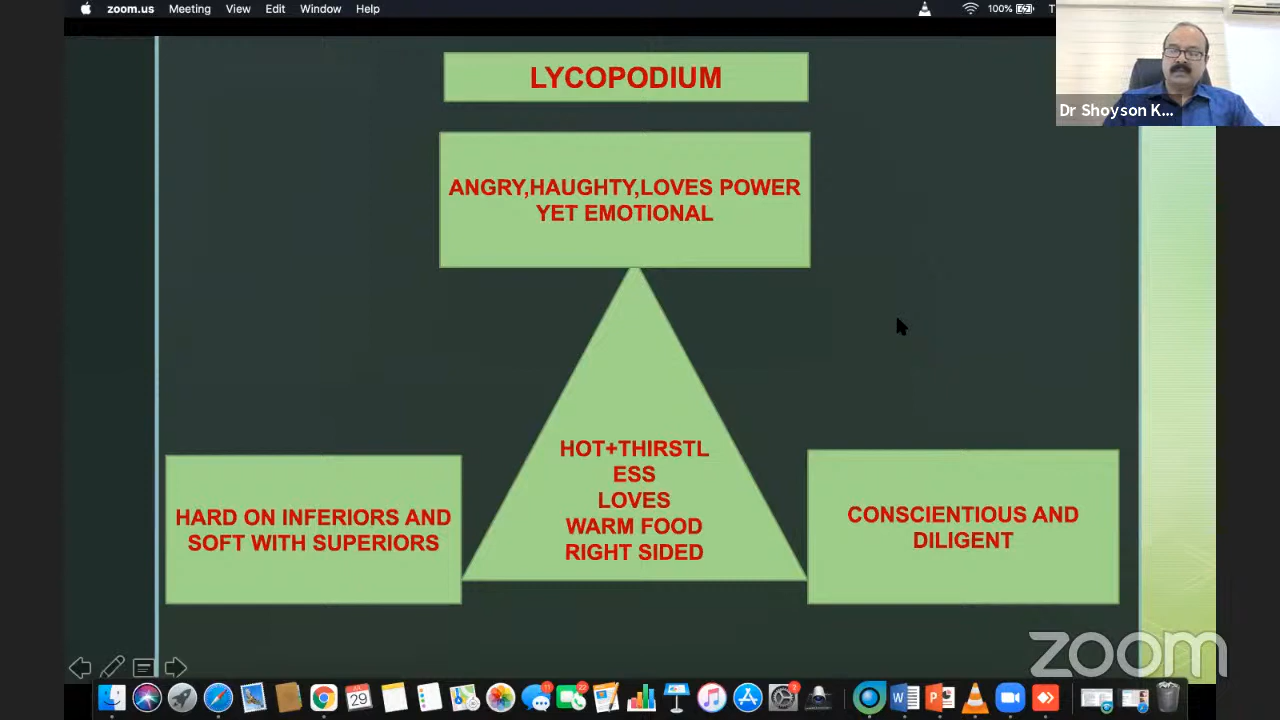 zoom.us Meeting View Edit Window Help
100%
Dr Shoyson K...
LYCOPODIUM
ANGRY,HAUGHTY,LOVES POWER
YET EMOTIONAL
HOT+THIRSTL
ESS
LOVES
WARM FOOD
RIGHT SIDED
HARD ON INFERIORS AND
SOFT WITH SUPERIORS
CONSCIENTIOUS AND
DILIGENT
zoom
29